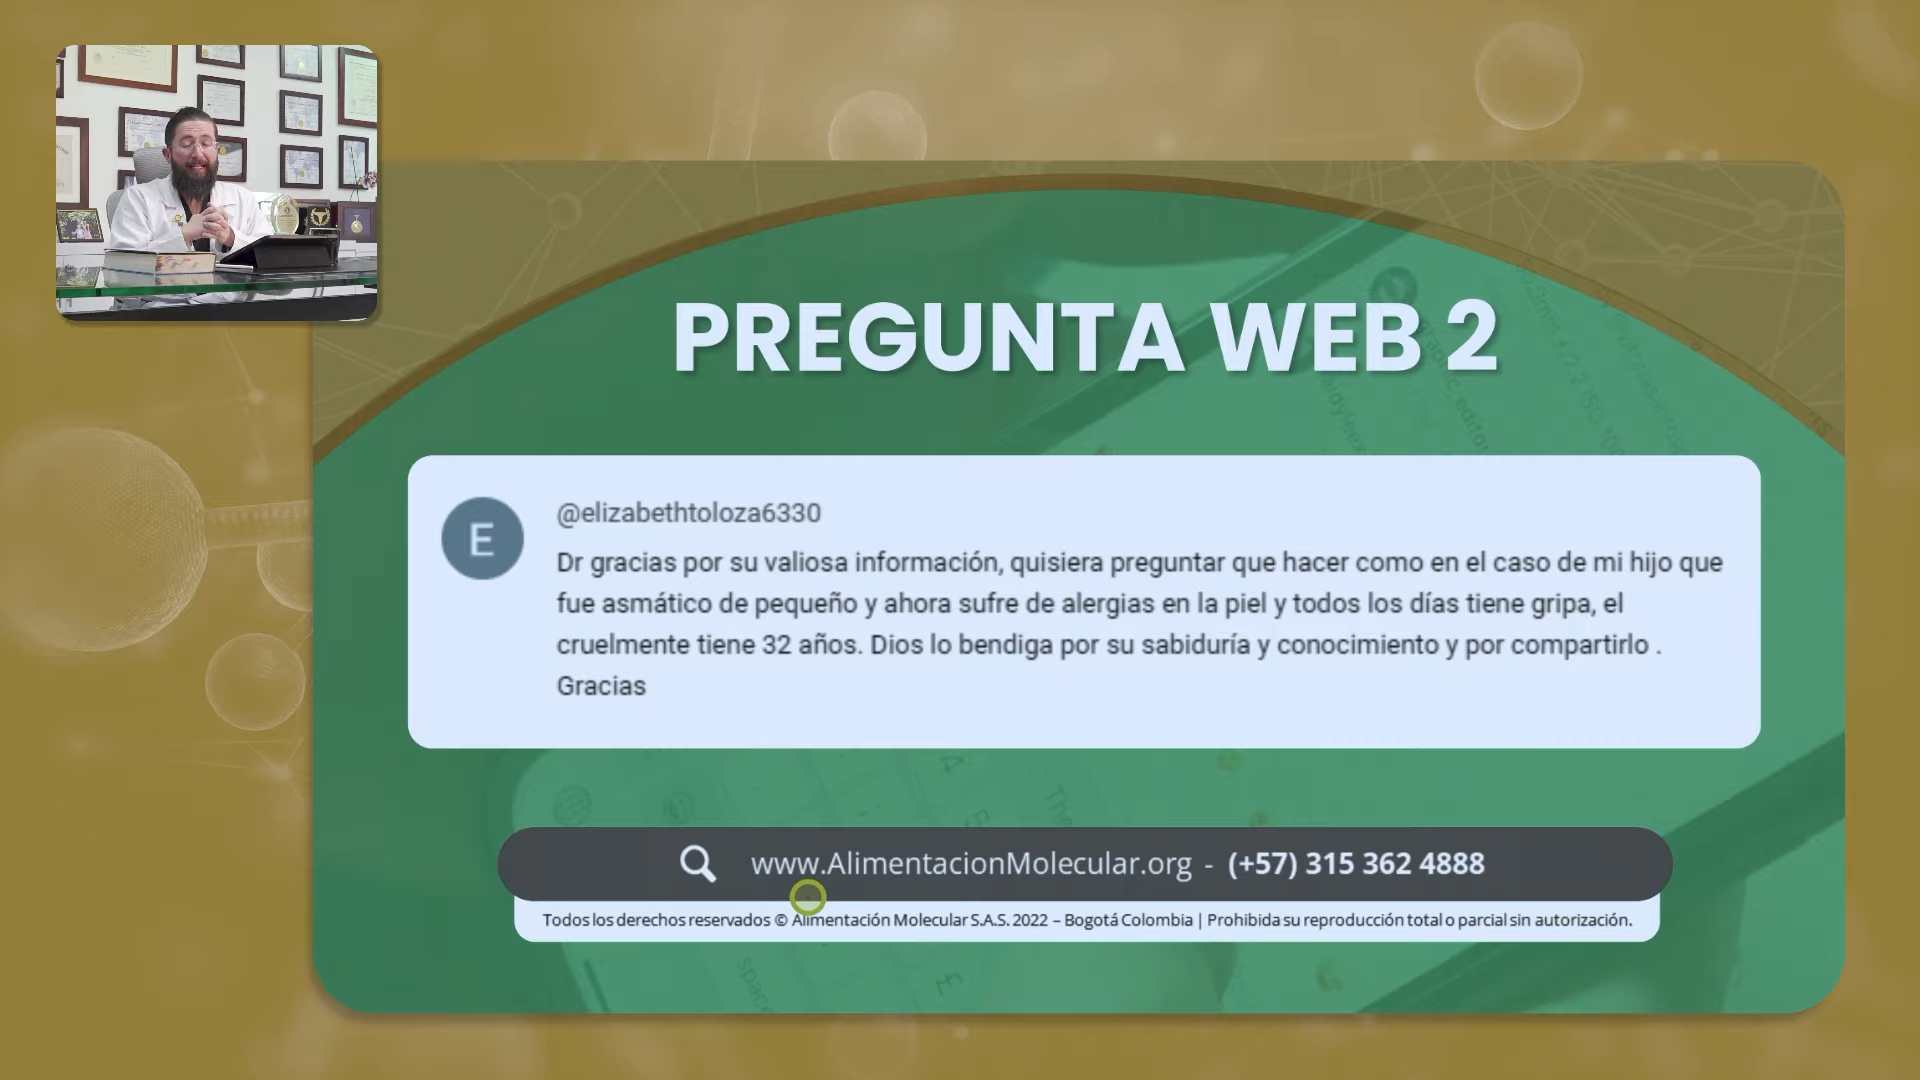 PREGUNTA WEB 2
E
@elizabethtoloza6330
Dr gracias por su valiosa información, quisiera preguntar que hacer como en el caso de mi hijo que
fue asmático de pequeño y ahora sufre de alergias en la piel y todos los días tiene gripa, el
cruelmente tiene 32 años. Dios lo bendiga por su sabiduría y conocimiento y por compartirlo .
Gracias
www.AlimentacionMolecular.org - (+57) 315 362 4888
Todos los derechos reservados © Alimentación Molecular S.A.S. 2022 – Bogotá Colombia | Prohibida su reproducción total o parcial sin autorización.